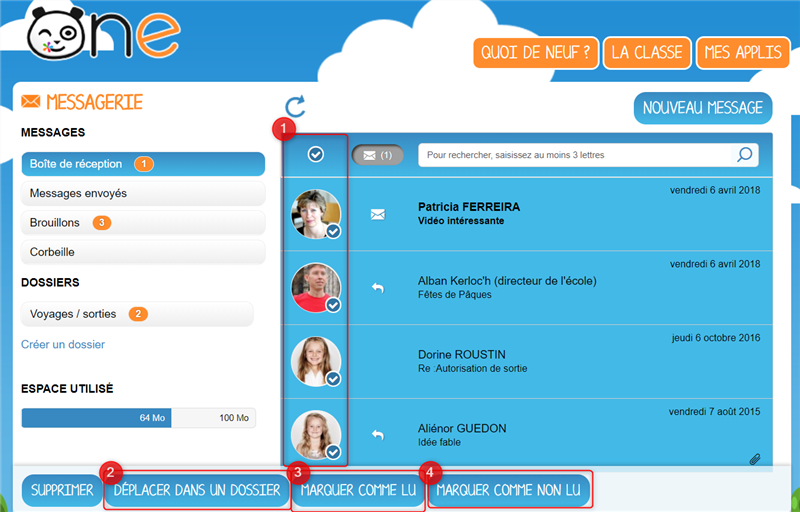 One
QUOI DE NEUF ?
LA CLASSE
MES APPLIS
MESSAGERIE
NOUVEAU MESSAGE
MESSAGES
Boîte de réception 1
Messages envoyés
Brouillons 3
Corbeille
DOSSIERS
Voyages / sorties 2
Créer un dossier
ESPACE UTILISÉ
64 Mo 100 Mo
1
(1) Pour rechercher, saisissez au moins 3 lettres
vendredi 6 avril 2018
Patricia FERREIRA
Vidéo intéressante
vendredi 6 avril 2018
Alban Kerloc'h (directeur de l'école)
Fêtes de Pâques
jeudi 6 octobre 2016
Dorine ROUSTIN
Re :Autorisation de sortie
vendredi 7 août 2015
Aliénor GUEDON
Idée fable
2 3 4
SUPPRIMER DÉPLACER DANS UN DOSSIER MARQUER COMME LU MARQUER COMME NON LU